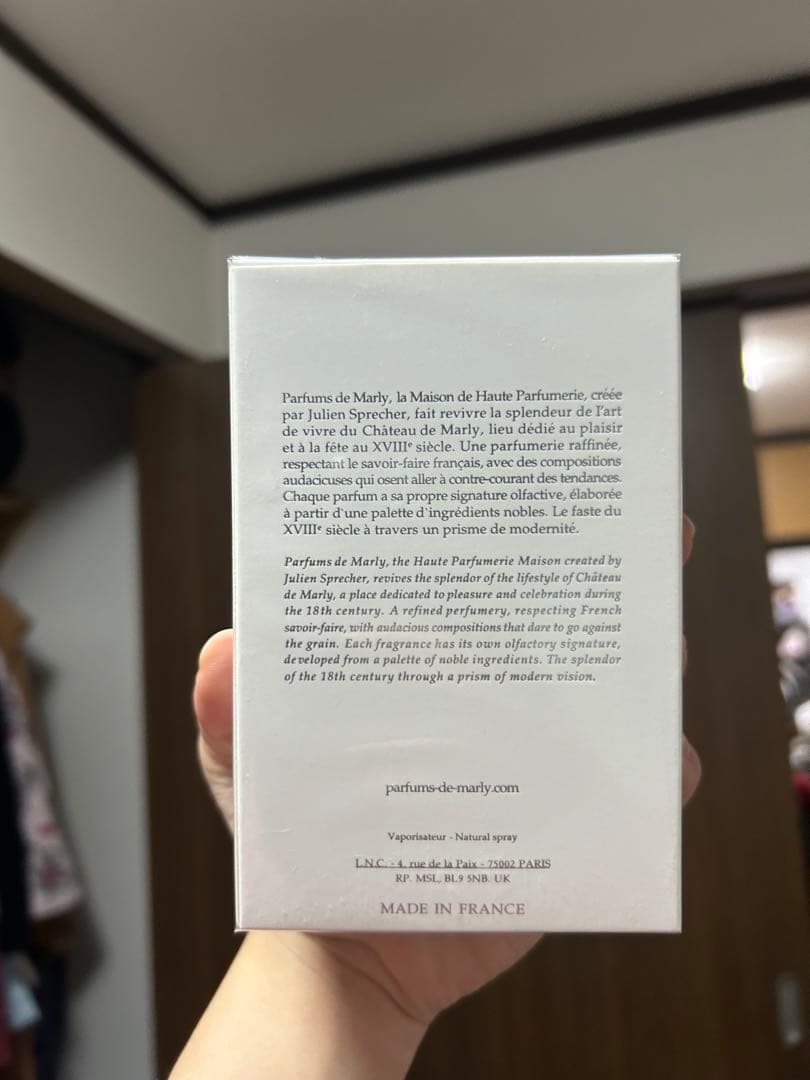 Parfums de Marly, la Maison de Haute Parfumerie, créée
par Julien Sprecher, fait revivre la splendeur de l'art
de vivre du Château de Marly, lieu dédié au plaisir
et à la fête au XVIIIᵉ siècle. Une parfumerie raffinée,
respectant le savoir-faire français, avec des compositions
audacicuses qui osent aller à contre-courant des tendances.
Chaque parfum a sa propre signature olfactive, élaborée
à partir d'une palette d'ingrédients nobles. Le faste du
XVIIIᵉ siècle à travers un prisme de modernité.
Parfums de Marly, the Haute Parfumerie Maison created by
Julien Sprecher, revives the splendor of the lifestyle of Château
de Marly, a place dedicated to pleasure and celebration during
the 18th century. A refined perfumery, respecting French
savoir-faire, with audacious compositions that dare to go against
the grain. Each fragrance has its own olfactory signature,
developed from a palette of noble ingredients. The splendor
of the 18th century through a prism of modern vision.
parfums-de-marly.com
Vaporisateur - Natural spray
L.N.C. - 4, rue de la Paix - 75002 PARIS
RP. MSL, BL9 5NB. UK
MADE IN FRANCE